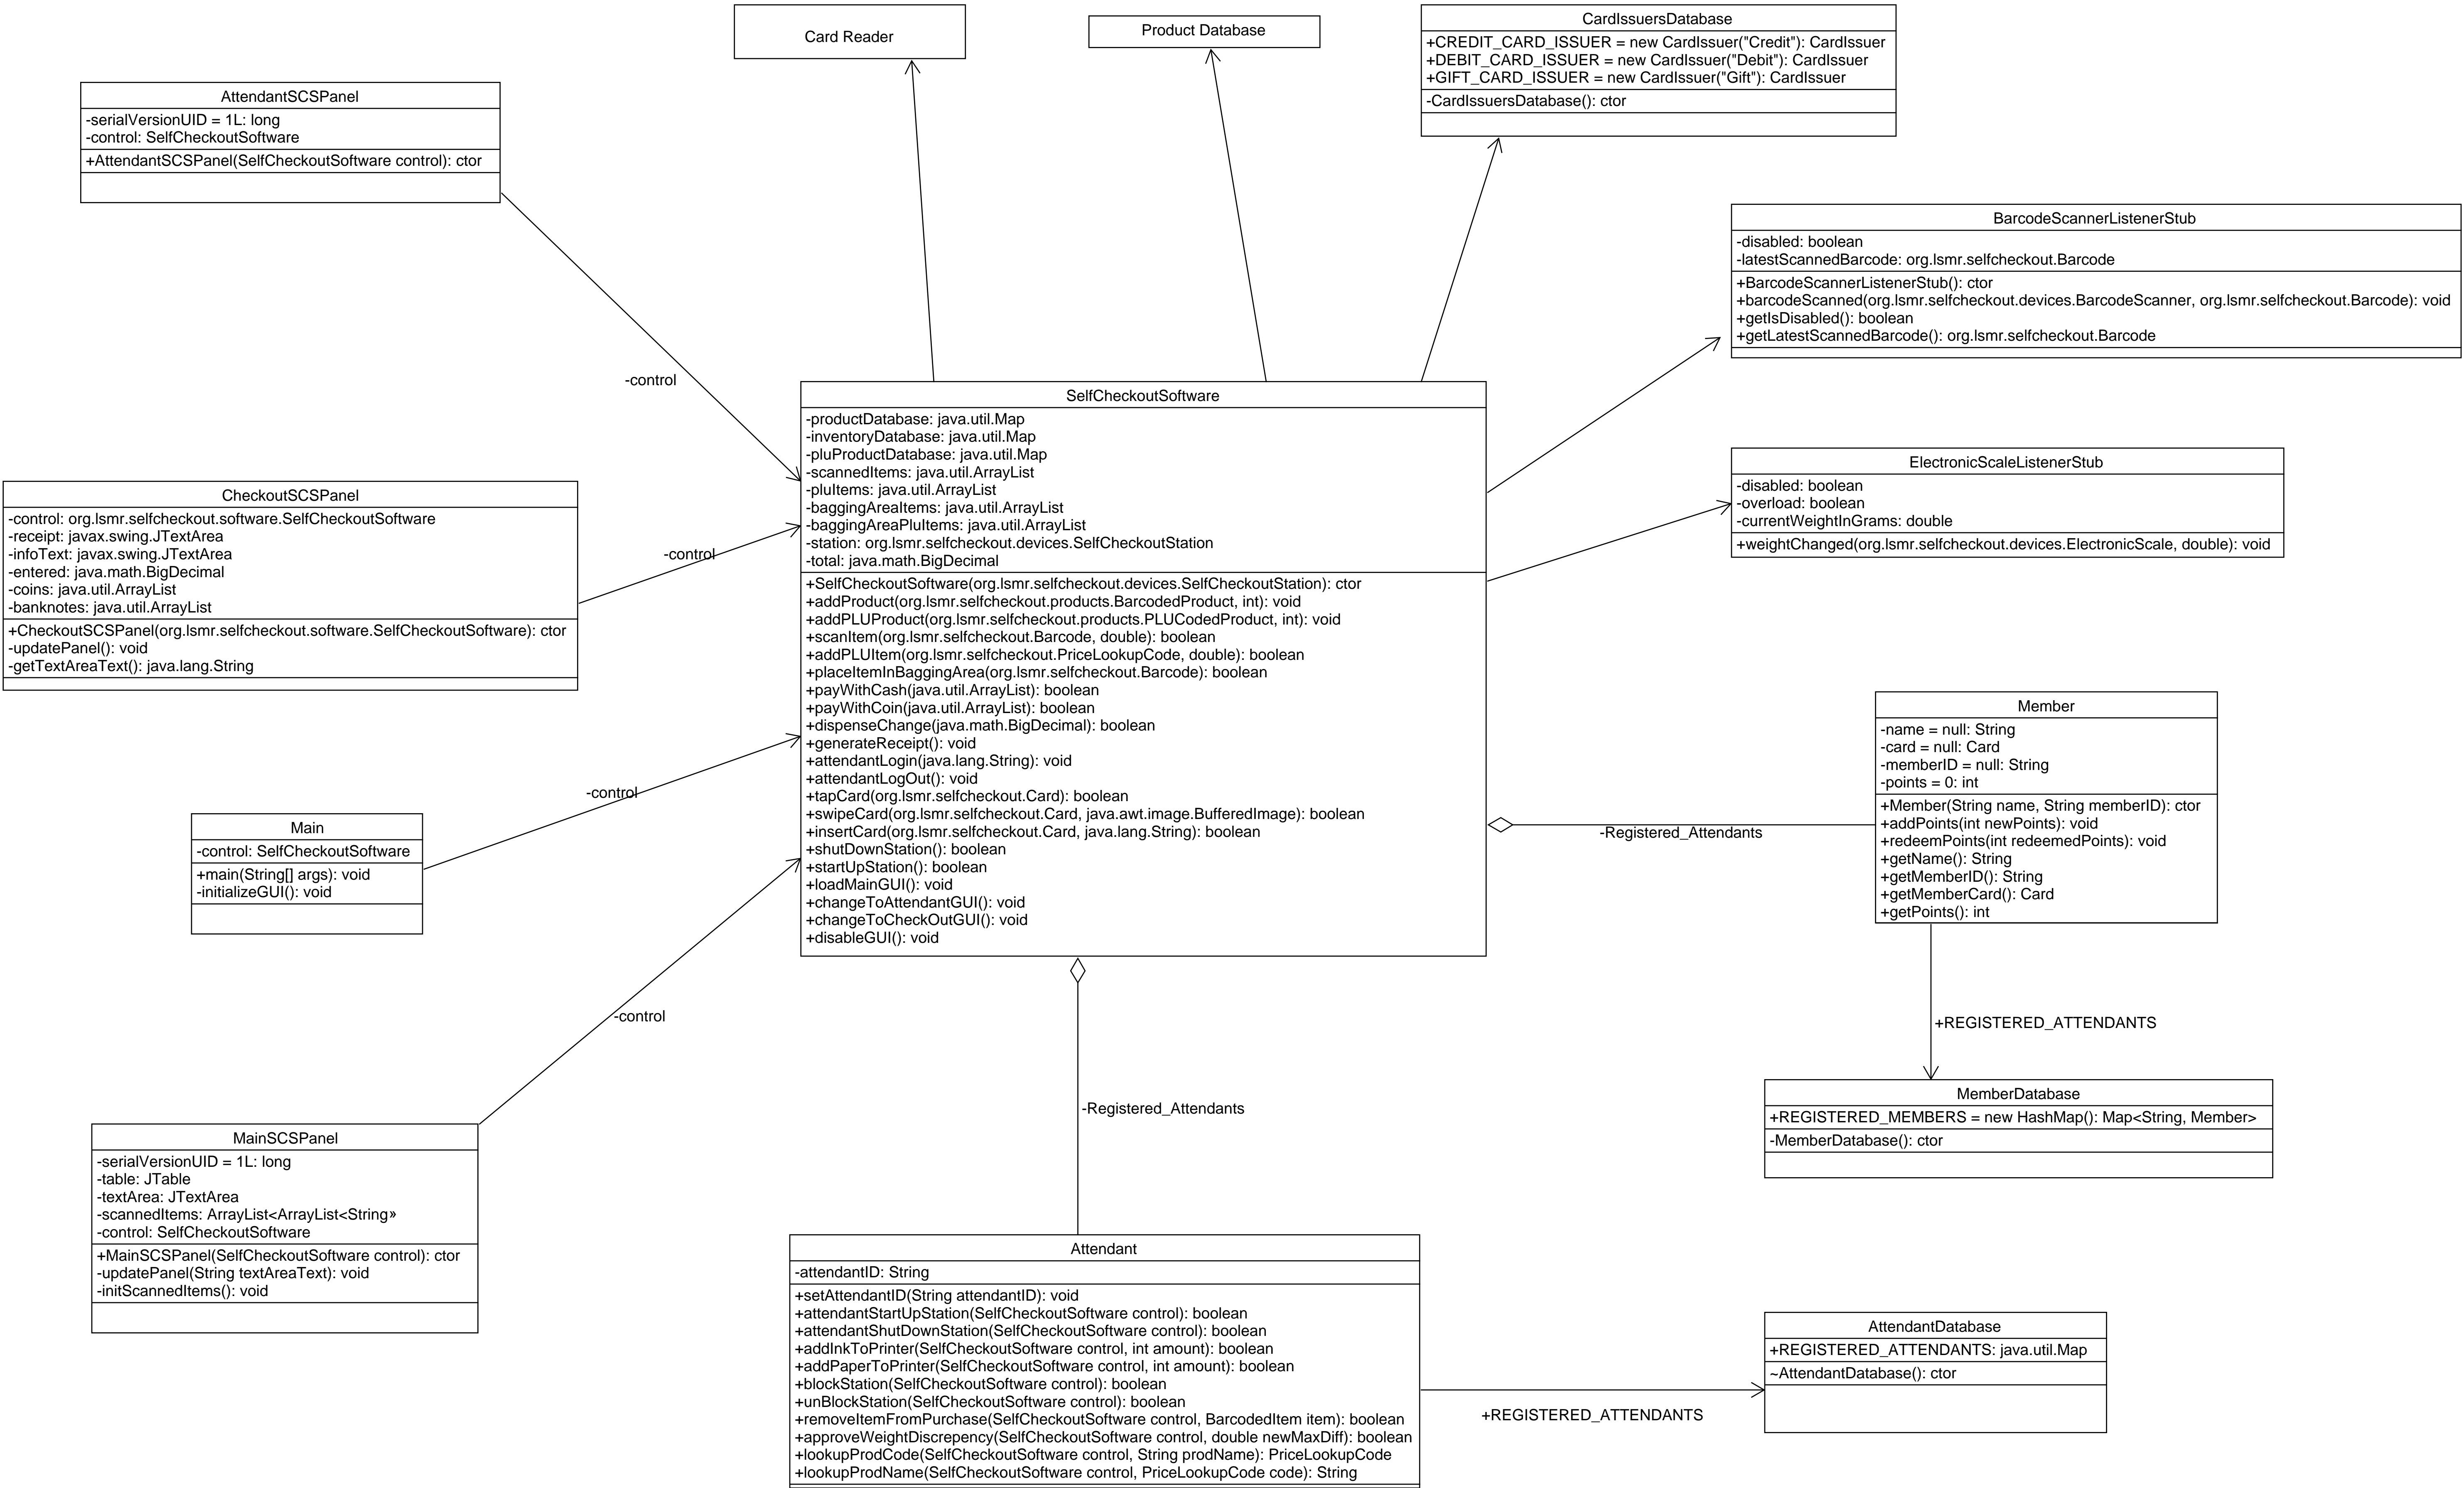 Card Reader
Product Database
CardIssuersDatabase
+CREDIT_CARD_ISSUER = new CardIssuer("Credit"): CardIssuer
+DEBIT_CARD_ISSUER = new CardIssuer("Debit"): CardIssuer
+GIFT_CARD_ISSUER = new CardIssuer("Gift"): CardIssuer
-CardIssuersDatabase(): ctor
AttendantSCSPanel
-serialVersionUID = 1L: long
-control: SelfCheckoutSoftware
+AttendantSCSPanel(SelfCheckoutSoftware control): ctor
BarcodeScannerListenerStub
-disabled: boolean
-latestScannedBarcode: org.lsmr.selfcheckout.Barcode
+BarcodeScannerListenerStub(): ctor
+barcodeScanned(org.lsmr.selfcheckout.devices.BarcodeScanner, org.lsmr.selfcheckout.Barcode): void
+getIsDisabled(): boolean
+getLatestScannedBarcode(): org.lsmr.selfcheckout.Barcode
-control
SelfCheckoutSoftware
-productDatabase: java.util.Map
-inventoryDatabase: java.util.Map
-pluProductDatabase: java.util.Map
-scannedItems: java.util.ArrayList
-pluItems: java.util.ArrayList
-baggingAreaItems: java.util.ArrayList
-baggingAreaPluItems: java.util.ArrayList
-station: org.lsmr.selfcheckout.devices.SelfCheckoutStation
-total: java.math.BigDecimal
+SelfCheckoutSoftware(org.lsmr.selfcheckout.devices.SelfCheckoutStation): ctor
+addProduct(org.lsmr.selfcheckout.products.BarcodedProduct, int): void
+addPLUProduct(org.lsmr.selfcheckout.products.PLUCodedProduct, int): void
+scanItem(org.lsmr.selfcheckout.Barcode, double): boolean
+addPLUItem(org.lsmr.selfcheckout.PriceLookupCode, double): boolean
+placeItemInBaggingArea(org.lsmr.selfcheckout.Barcode): boolean
+payWithCash(java.util.ArrayList): boolean
+payWithCoin(java.util.ArrayList): boolean
+dispenseChange(java.math.BigDecimal): boolean
+generateReceipt(): void
+attendantLogin(java.lang.String): void
+attendantLogOut(): void
+tapCard(org.lsmr.selfcheckout.Card): boolean
+swipeCard(org.lsmr.selfcheckout.Card, java.awt.image.BufferedImage): boolean
+insertCard(org.lsmr.selfcheckout.Card, java.lang.String): boolean
+shutDownStation(): boolean
+startUpStation(): boolean
+loadMainGUI(): void
+changeToAttendantGUI(): void
+changeToCheckOutGUI(): void
+disableGUI(): void
ElectronicScaleListenerStub
-disabled: boolean
-overload: boolean
-currentWeightInGrams: double
+weightChanged(org.lsmr.selfcheckout.devices.ElectronicScale, double): void
CheckoutSCSPanel
-control: org.lsmr.selfcheckout.software.SelfCheckoutSoftware
-receipt: javax.swing.JTextArea
-infoText: javax.swing.JTextArea
-entered: java.math.BigDecimal
-coins: java.util.ArrayList
-banknotes: java.util.ArrayList
+CheckoutSCSPanel(org.lsmr.selfcheckout.software.SelfCheckoutSoftware): ctor
-updatePanel(): void
-getTextAreaText(): java.lang.String
-control
Member
-name = null: String
-card = null: Card
-memberID = null: String
-points = 0: int
+Member(String name, String memberID): ctor
+addPoints(int newPoints): void
+redeemPoints(int redeemedPoints): void
+getName(): String
+getMemberID(): String
+getMemberCard(): Card
+getPoints(): int
-Registered_Attendants
-control
Main
-control: SelfCheckoutSoftware
+main(String[] args): void
-initializeGUI(): void
-control
+REGISTERED_ATTENDANTS
MemberDatabase
+REGISTERED_MEMBERS = new HashMap(): Map<String, Member>
-MemberDatabase(): ctor
-Registered_Attendants
MainSCSPanel
-serialVersionUID = 1L: long
-table: JTable
-textArea: JTextArea
-scannedItems: ArrayList<ArrayList<String»
-control: SelfCheckoutSoftware
+MainSCSPanel(SelfCheckoutSoftware control): ctor
-updatePanel(String textAreaText): void
-initScannedItems(): void
Attendant
-attendantID: String
+setAttendantID(String attendantID): void
+attendantStartUpStation(SelfCheckoutSoftware control): boolean
+attendantShutDownStation(SelfCheckoutSoftware control): boolean
+addInkToPrinter(SelfCheckoutSoftware control, int amount): boolean
+addPaperToPrinter(SelfCheckoutSoftware control, int amount): boolean
+blockStation(SelfCheckoutSoftware control): boolean
+unBlockStation(SelfCheckoutSoftware control): boolean
+removeItemFromPurchase(SelfCheckoutSoftware control, BarcodedItem item): boolean
+approveWeightDiscrepency(SelfCheckoutSoftware control, double newMaxDiff): boolean
+lookupProdCode(SelfCheckoutSoftware control, String prodName): PriceLookupCode
+lookupProdName(SelfCheckoutSoftware control, PriceLookupCode code): String
+REGISTERED_ATTENDANTS
AttendantDatabase
+REGISTERED_ATTENDANTS: java.util.Map
~AttendantDatabase(): ctor